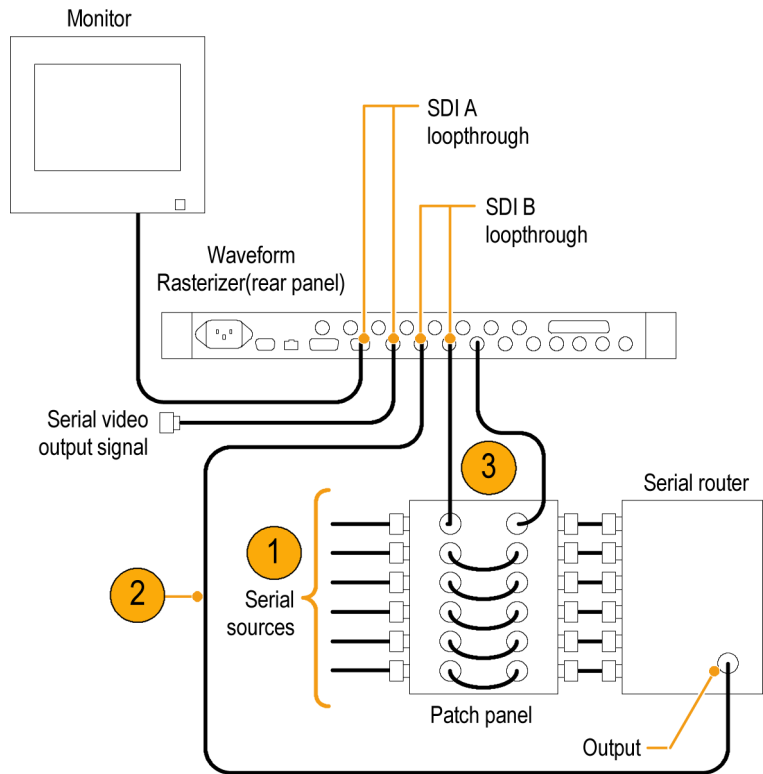 Monitor
SDI A
loopthrough
SDI B
loopthrough
Waveform
Rasterizer(rear panel)
Serial video
output signal
3
Serial router
1
2
Serial
sources
Patch panel
Output